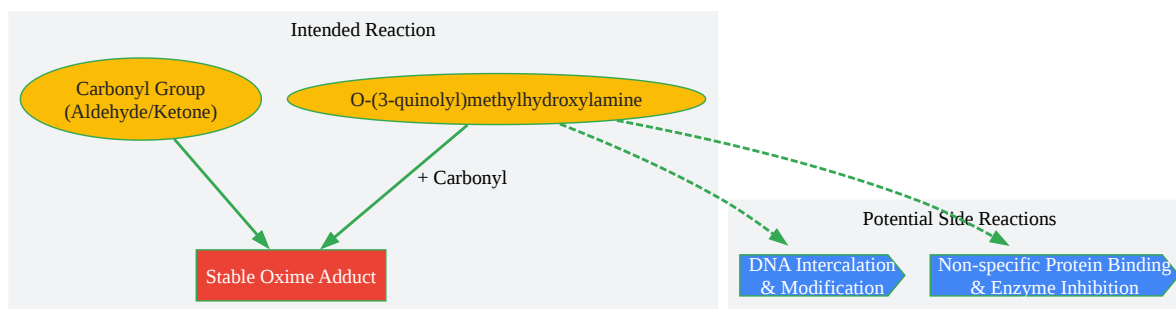 Intended Reaction
Carbonyl Group
(Aldehyde/Ketone)
O-(3-quinolyl)methylhydroxylamine
+ Carbonyl
Stable Oxime Adduct
Potential Side Reactions
DNA Intercalation
& Modification
Non-specific Protein Binding
& Enzyme Inhibition